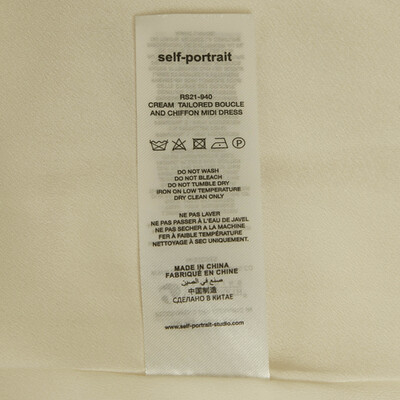 self-portrait
RS21-940
CREAM TAILORED BOUCLE
AND CHIFFON MIDI DRESS
DO NOT WASH
DO NOT BLEACH
DO NOT TUMBLE DRY
IRON ON LOW TEMPERATURE
DRY CLEAN ONLY
NE PAS LAVER
NE PAS PASSER À L'EAU DE JAVEL
NE PAS SECHER A LA MACHINE
FER À FAIBLE TEMPÉRATURE
NETTOYAGE À SEC UNIQUEMENT.
MADE IN CHINA
FABRIQUÉ EN CHINE
صنع في الصين
中国制造
СДЕЛАНО В КИТАЕ
www.self-portrait-studio.com